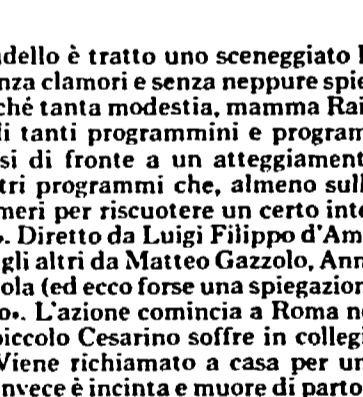 dello è tratto uno sceneggiato
nza clamori e senza neppure spie
ché tanta modestia, mamma Rai
di tanti programmini e program
si di fronte a un atteggiament
tri programmi che, almeno sull
meri per riscuotere un certo inte
». Diretto da Luigi Filippo d'Am
gli altri da Matteo Gazzolo, Ann
ola (ed ecco forse una spiegazion
o». L'azione comincia a Roma n
piccolo Cesarino soffre in collegi
Viene richiamato a casa per un
nvece è incinta e muore di parto